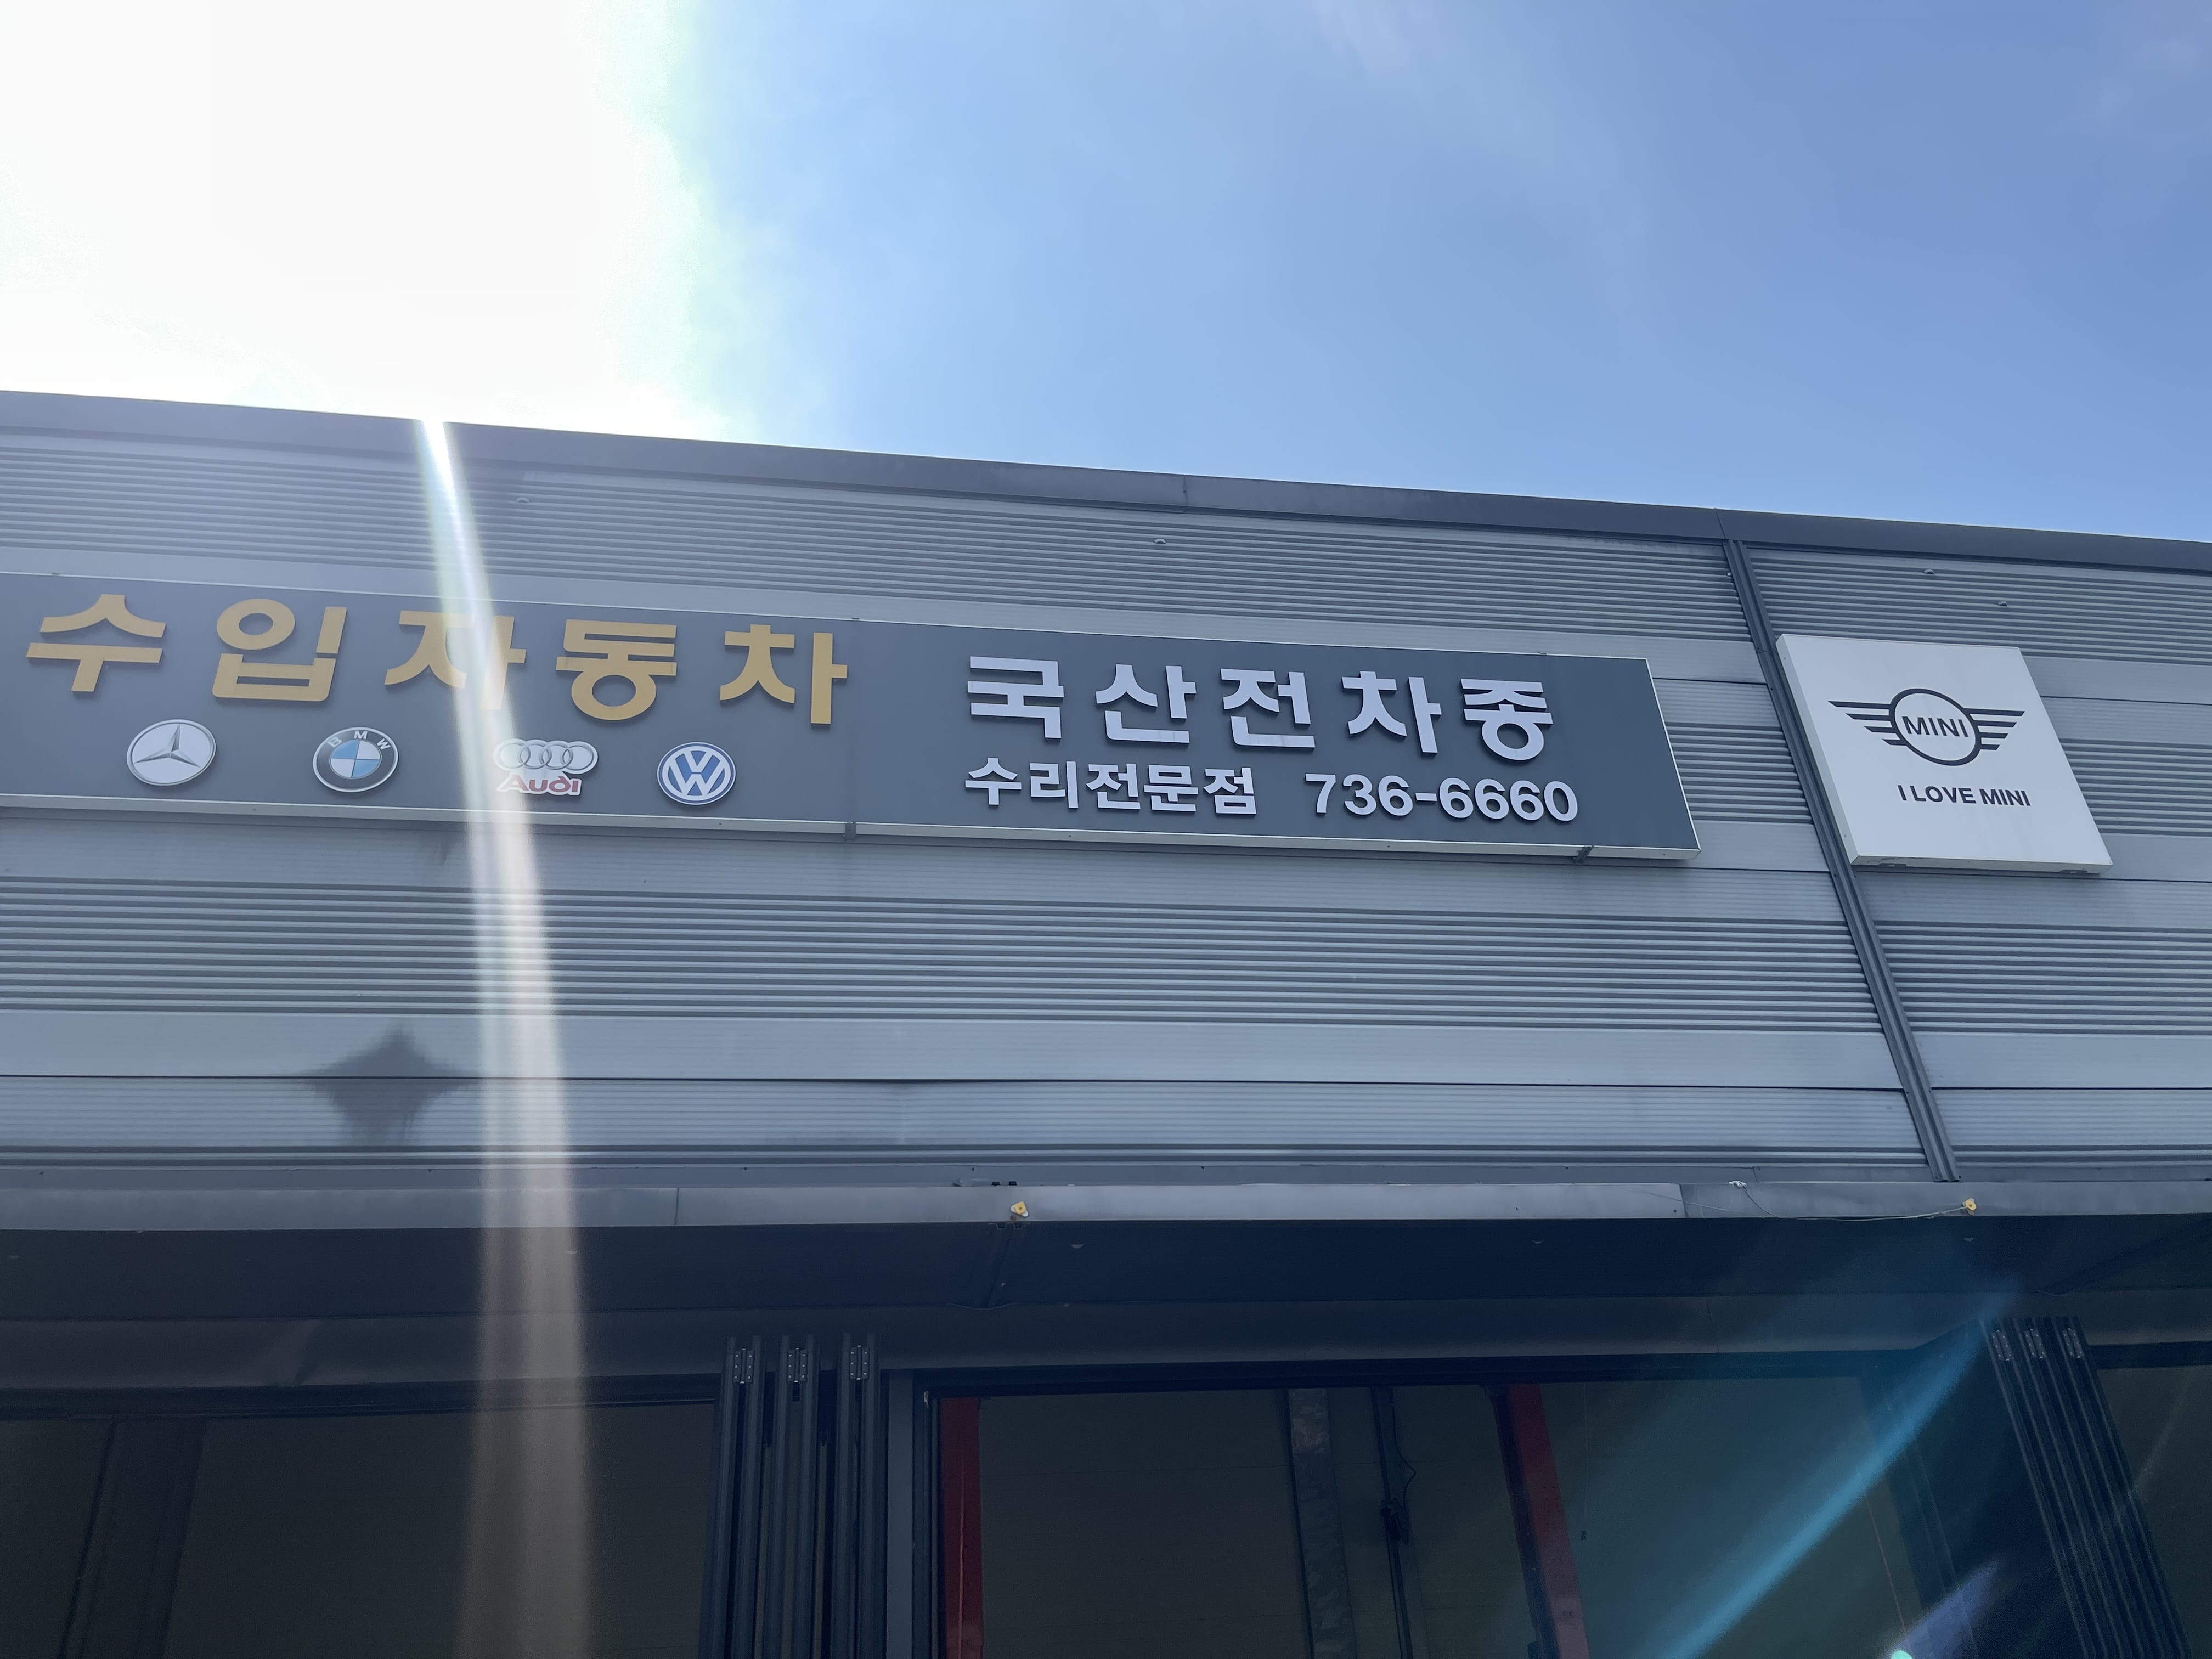 수입자동차
국산전차종
BMW
Audi
수리전문점 736-6660
MINI
I LOVE MINI